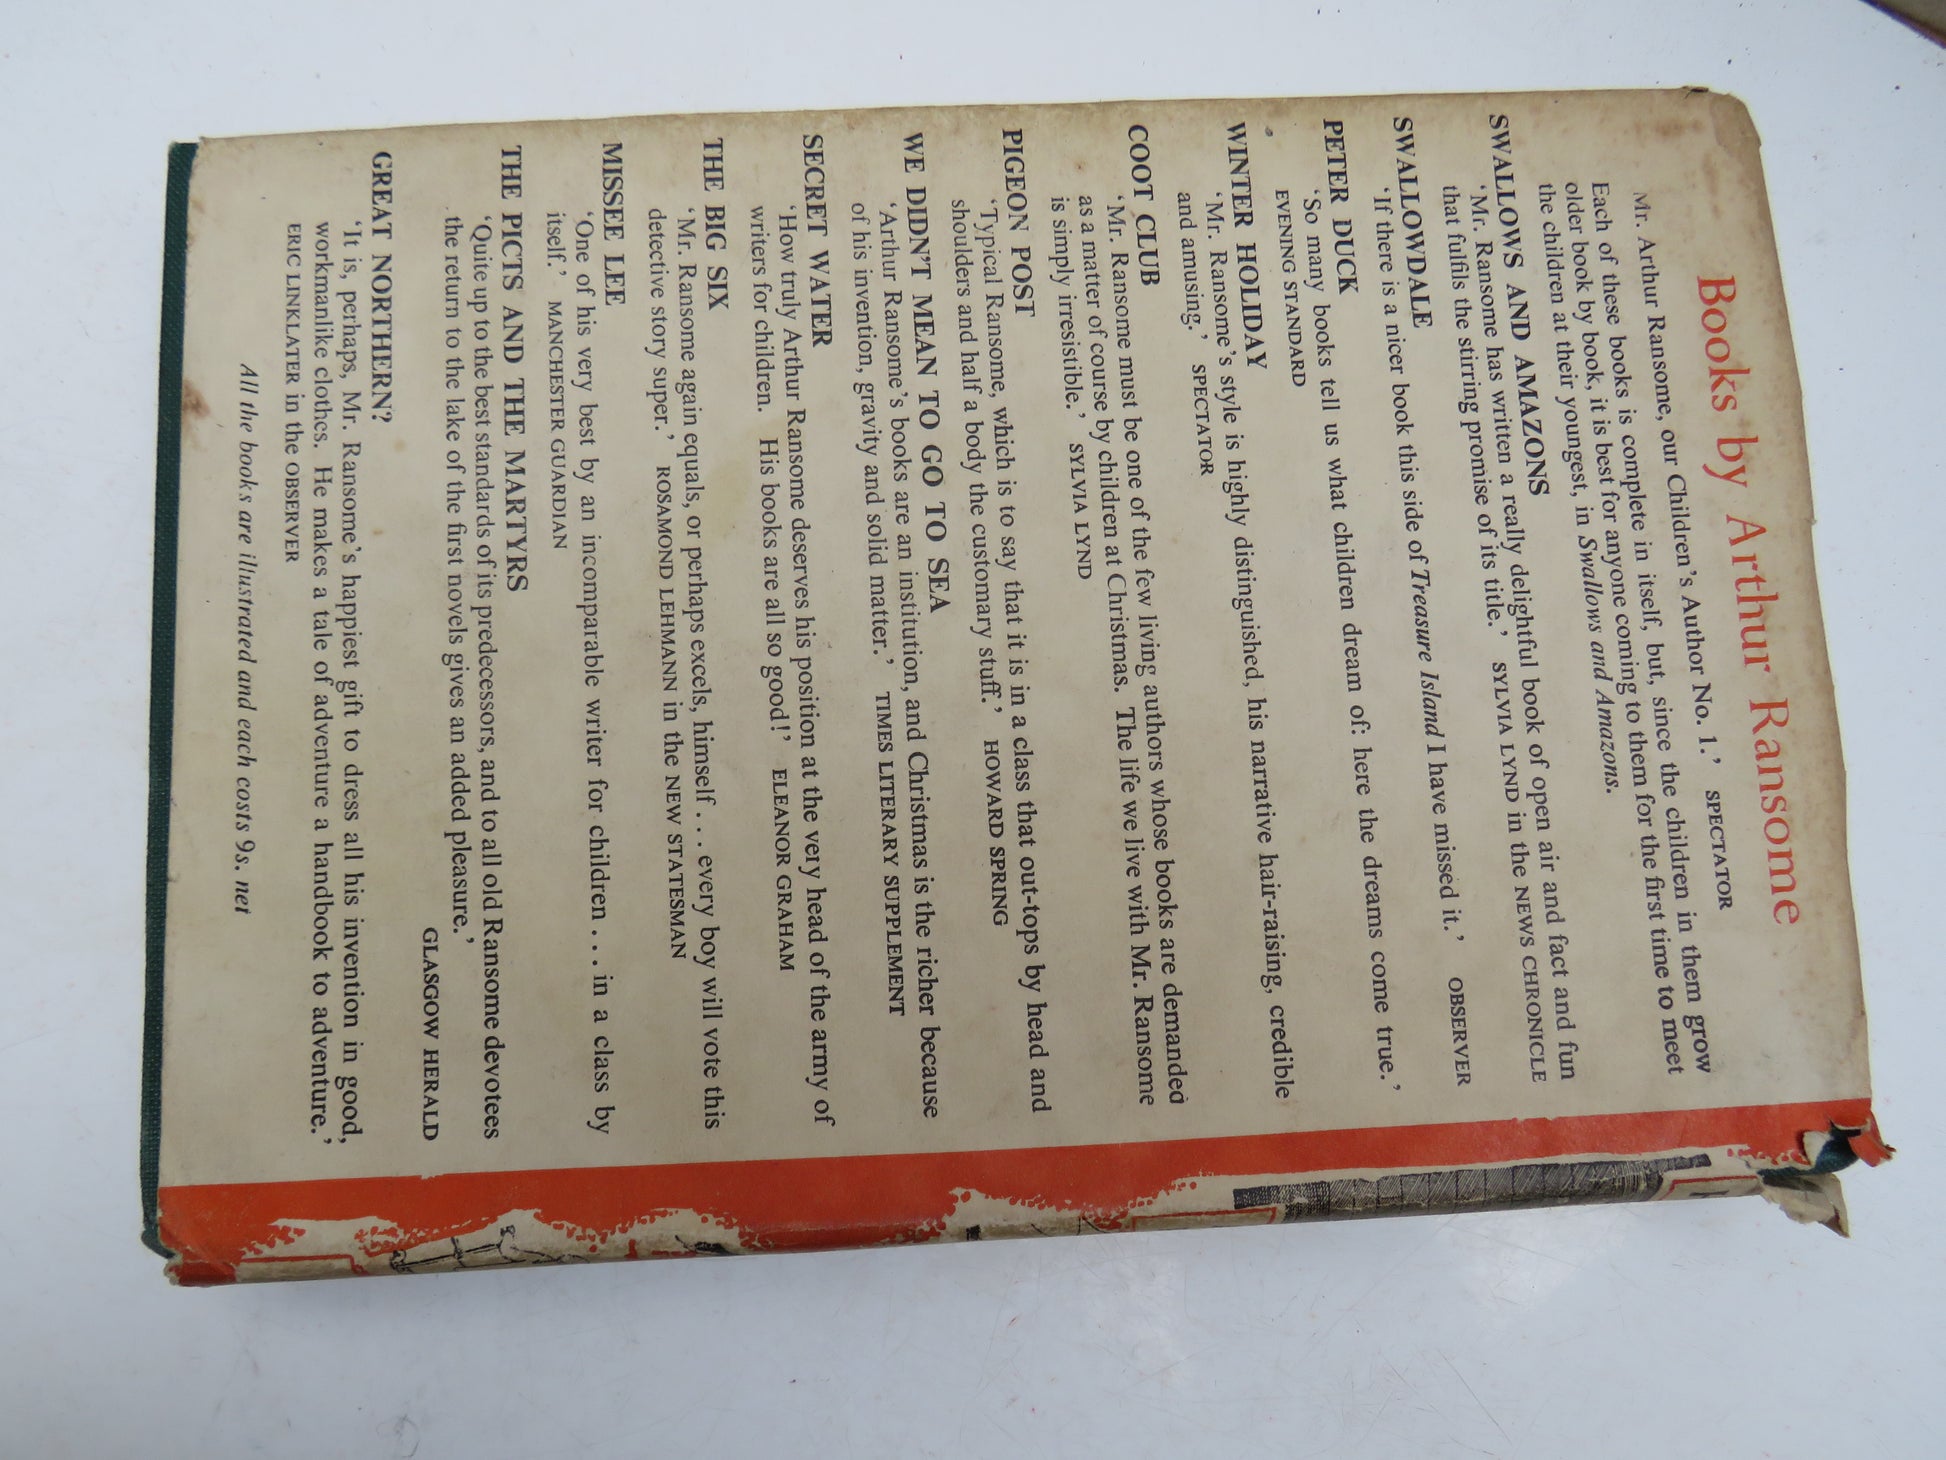 Books by Arthur Ransome
Mr. Arthur Ransome, our Children's Author No. 1.' SPECTATOR
Each of these books is complete in itself, but, since the children in them grow
older book by book, it is best for anyone coming to them for the first time to meet
the children at their youngest, in Swallows and Amazons.
SWALLOWS AND AMAZONS
'Mr. Ransome has written a really delightful book of open air and fact and fun
that fulfils the stirring promise of its title.' SYLVIA LYND in the NEWS CHRONICLE
SWALLOWDALE
'If there is a nicer book this side of Treasure Island I have missed it.' OBSERVER
PETER DUCK
'So many books tell us what children dream of: here the dreams come true.'
EVENING STANDARD
WINTER HOLIDAY
'Mr. Ransome's style is highly distinguished, his narrative hair-raising, credible
and amusing.' SPECTATOR
COOT CLUB
'Mr. Ransome must be one of the few living authors whose books are demanded
as a matter of course by children at Christmas. The life we live with Mr. Ransome
is simply irresistible.' SYLVIA LYND
PIGEON POST
'Typical Ransome, which is to say that it is in a class that out-tops by head and
shoulders and half a body the customary stuff.' HOWARD SPRING
WE DIDN'T MEAN TO GO TO SEA
'Arthur Ransome's books are an institution, and Christmas is the richer because
of his invention, gravity and solid matter.' TIMES LITERARY SUPPLEMENT
SECRET WATER
'How truly Arthur Ransome deserves his position at the very head of the army of
writers for children. His books are all so good!' ELEANOR GRAHAM
THE BIG SIX
'Mr. Ransome again equals, or perhaps excels, himself . . . every boy will vote this
detective story super.' ROSAMOND LEHMANN in the NEW STATESMAN
MISSEE LEE
'One of his very best by an incomparable writer for children . . . in a class by
itself.' MANCHESTER GUARDIAN
THE PICTS AND THE MARTYRS
'Quite up to the best standards of its predecessors, and to all old Ransome devotees
the return to the lake of the first novels gives an added pleasure.'
GLASGOW HERALD
GREAT NORTHERN?
'It is, perhaps, Mr. Ransome's happiest gift to dress all his invention in good,
workmanlike clothes. He makes a tale of adventure a handbook to adventure.'
ERIC LINKLATER in the OBSERVER
All the books are illustrated and each costs 9s. net